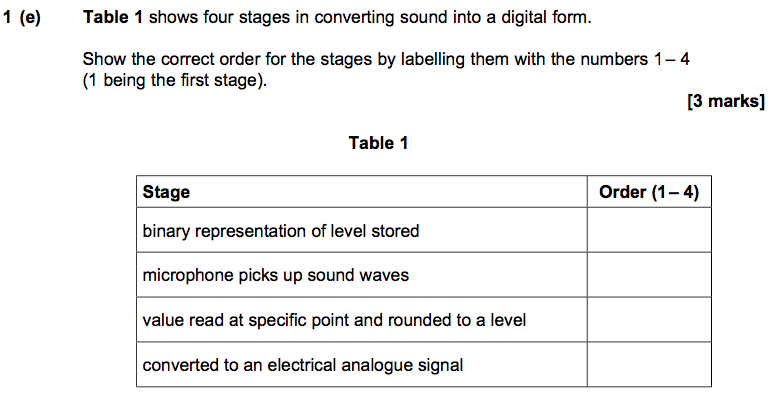 1 (e) Table 1 shows four stages in converting sound into a digital form.
Show the correct order for the stages by labelling them with the numbers 1 – 4
(1 being the first stage).
[3 marks]
Table 1
Stage Order (1 – 4)
binary representation of level stored
microphone picks up sound waves
value read at specific point and rounded to a level
converted to an electrical analogue signal